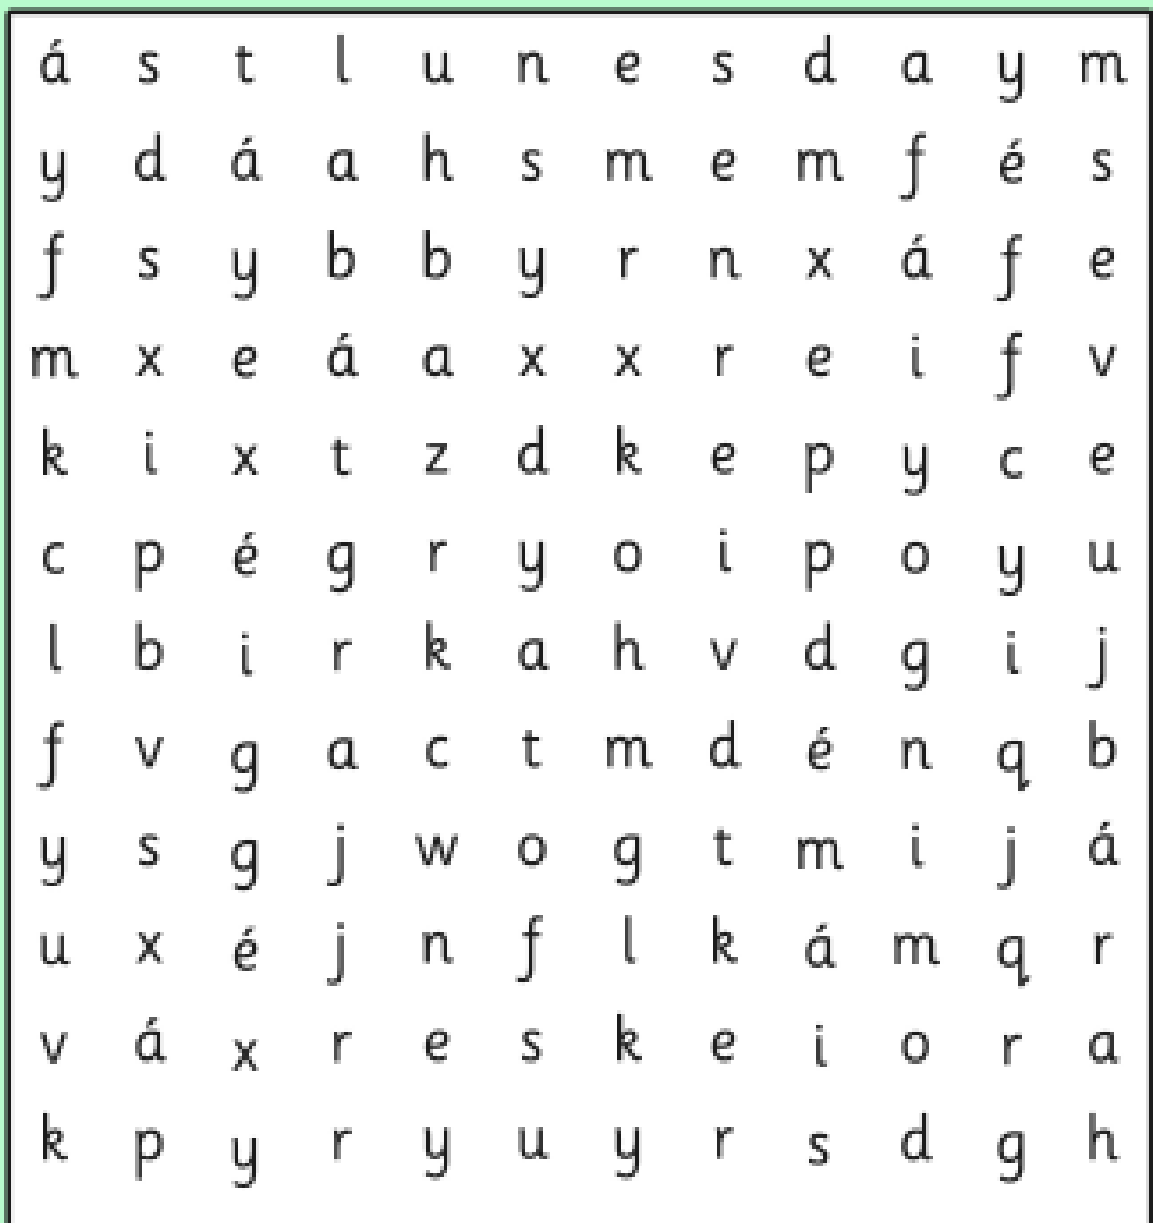 á s t l u n e s d a y m
y d á a h s m e m f é s
f s y b b y r n x á f e
m x e á a x x r e i f v
k i x t z d k e p y c e
c p é g r y o i p o y u
l b i r k a h v d g i j
f v g a c t m d é n q b
y s g j w o g t m i j á
u x é j n f l k á m q r
v á x r e s k e i o r a
k p y r y u y r s d g h